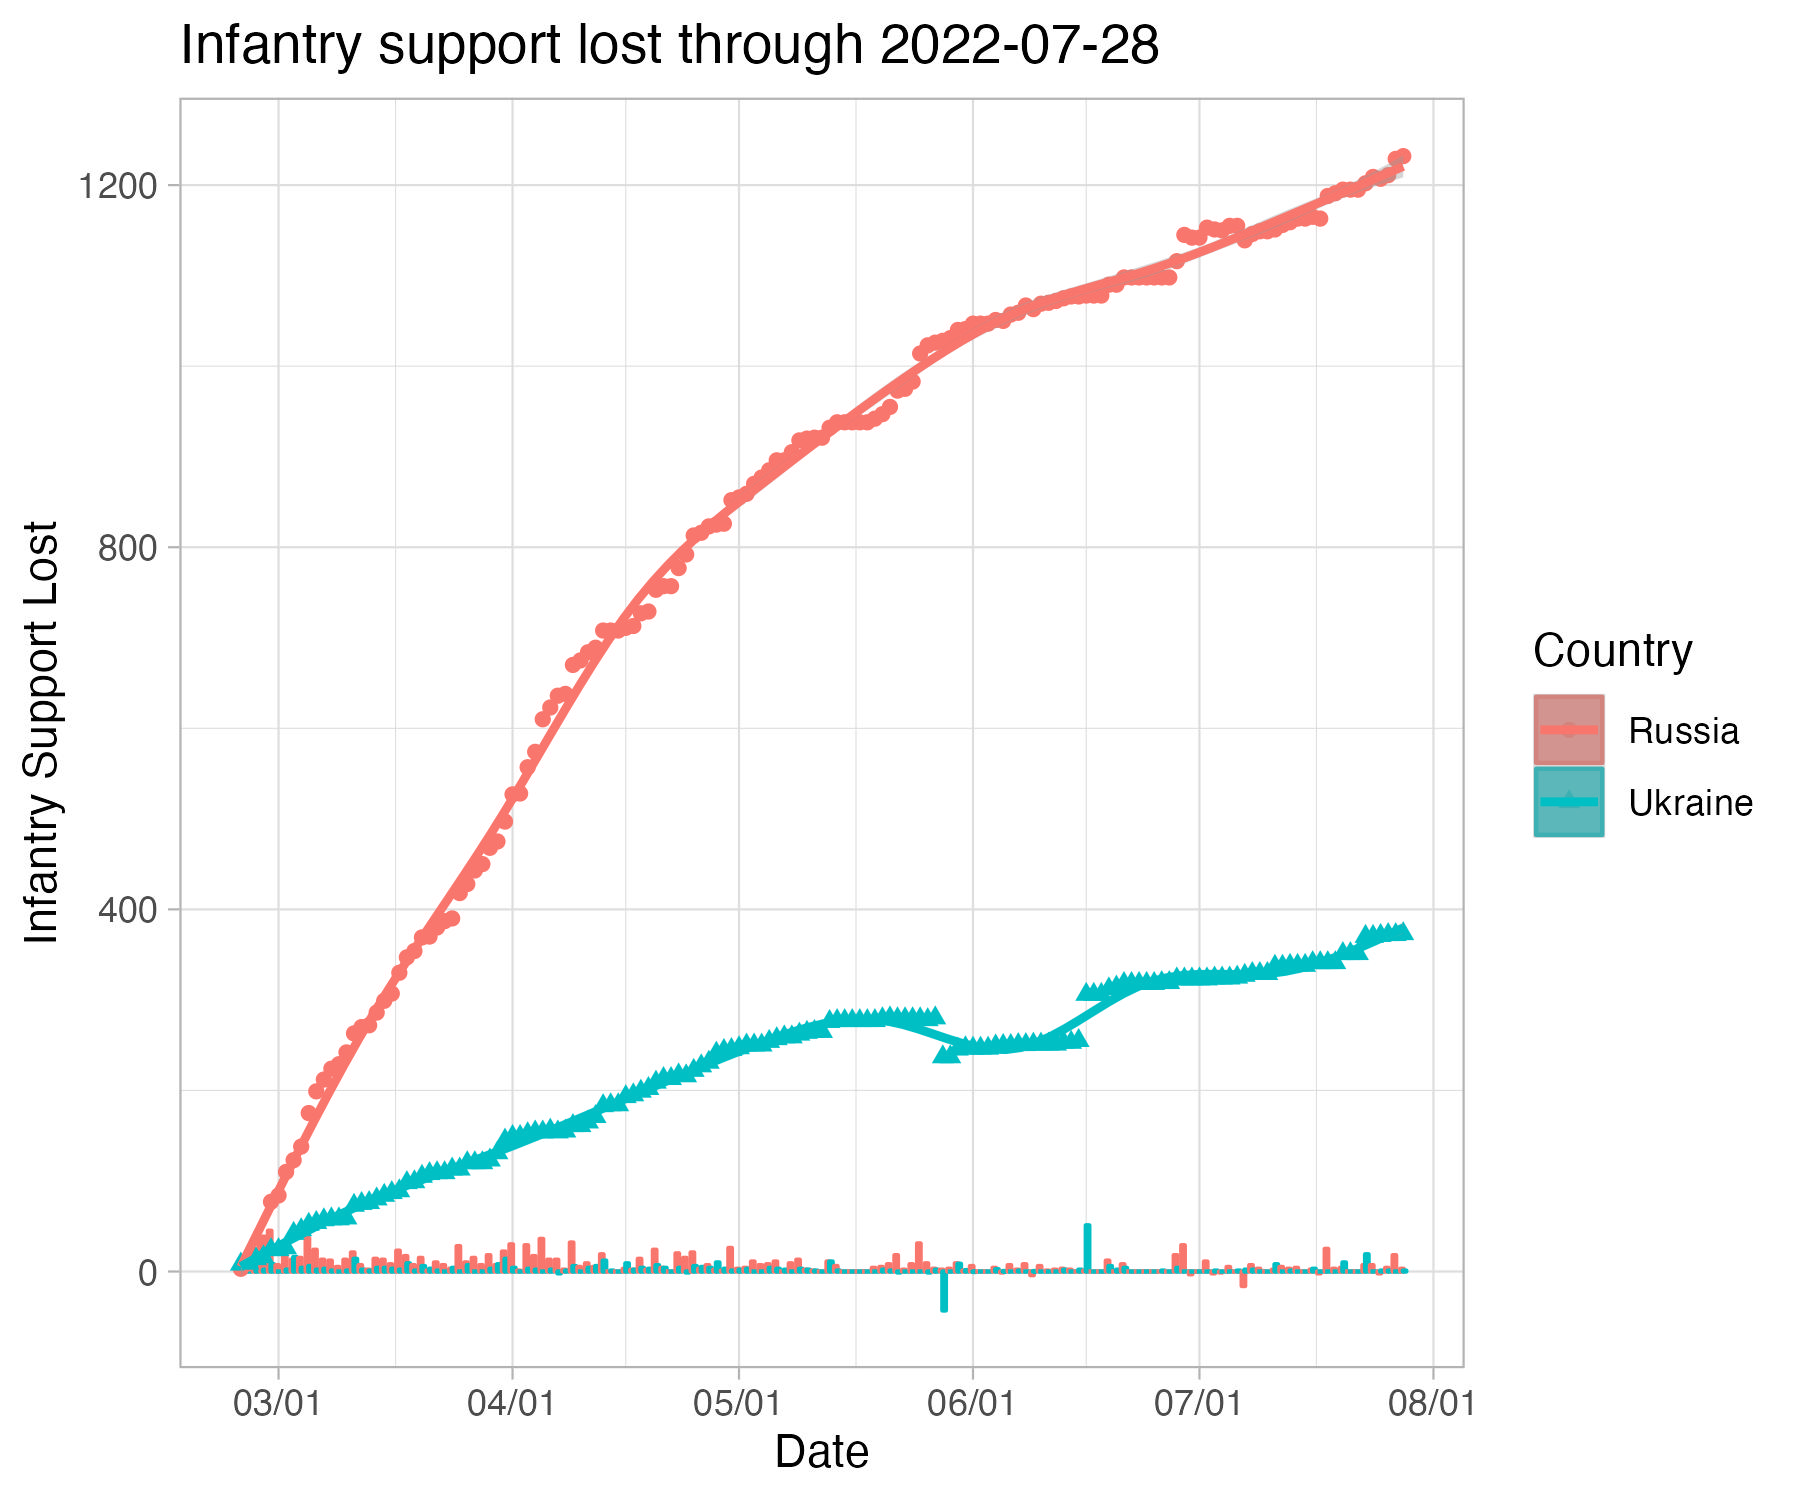 Infantry support lost through 2022-07-28
Infantry Support Lost
1200
800
400
0
03/01 04/01 05/01 06/01 07/01 08/01
Date
Country
Russia
Ukraine